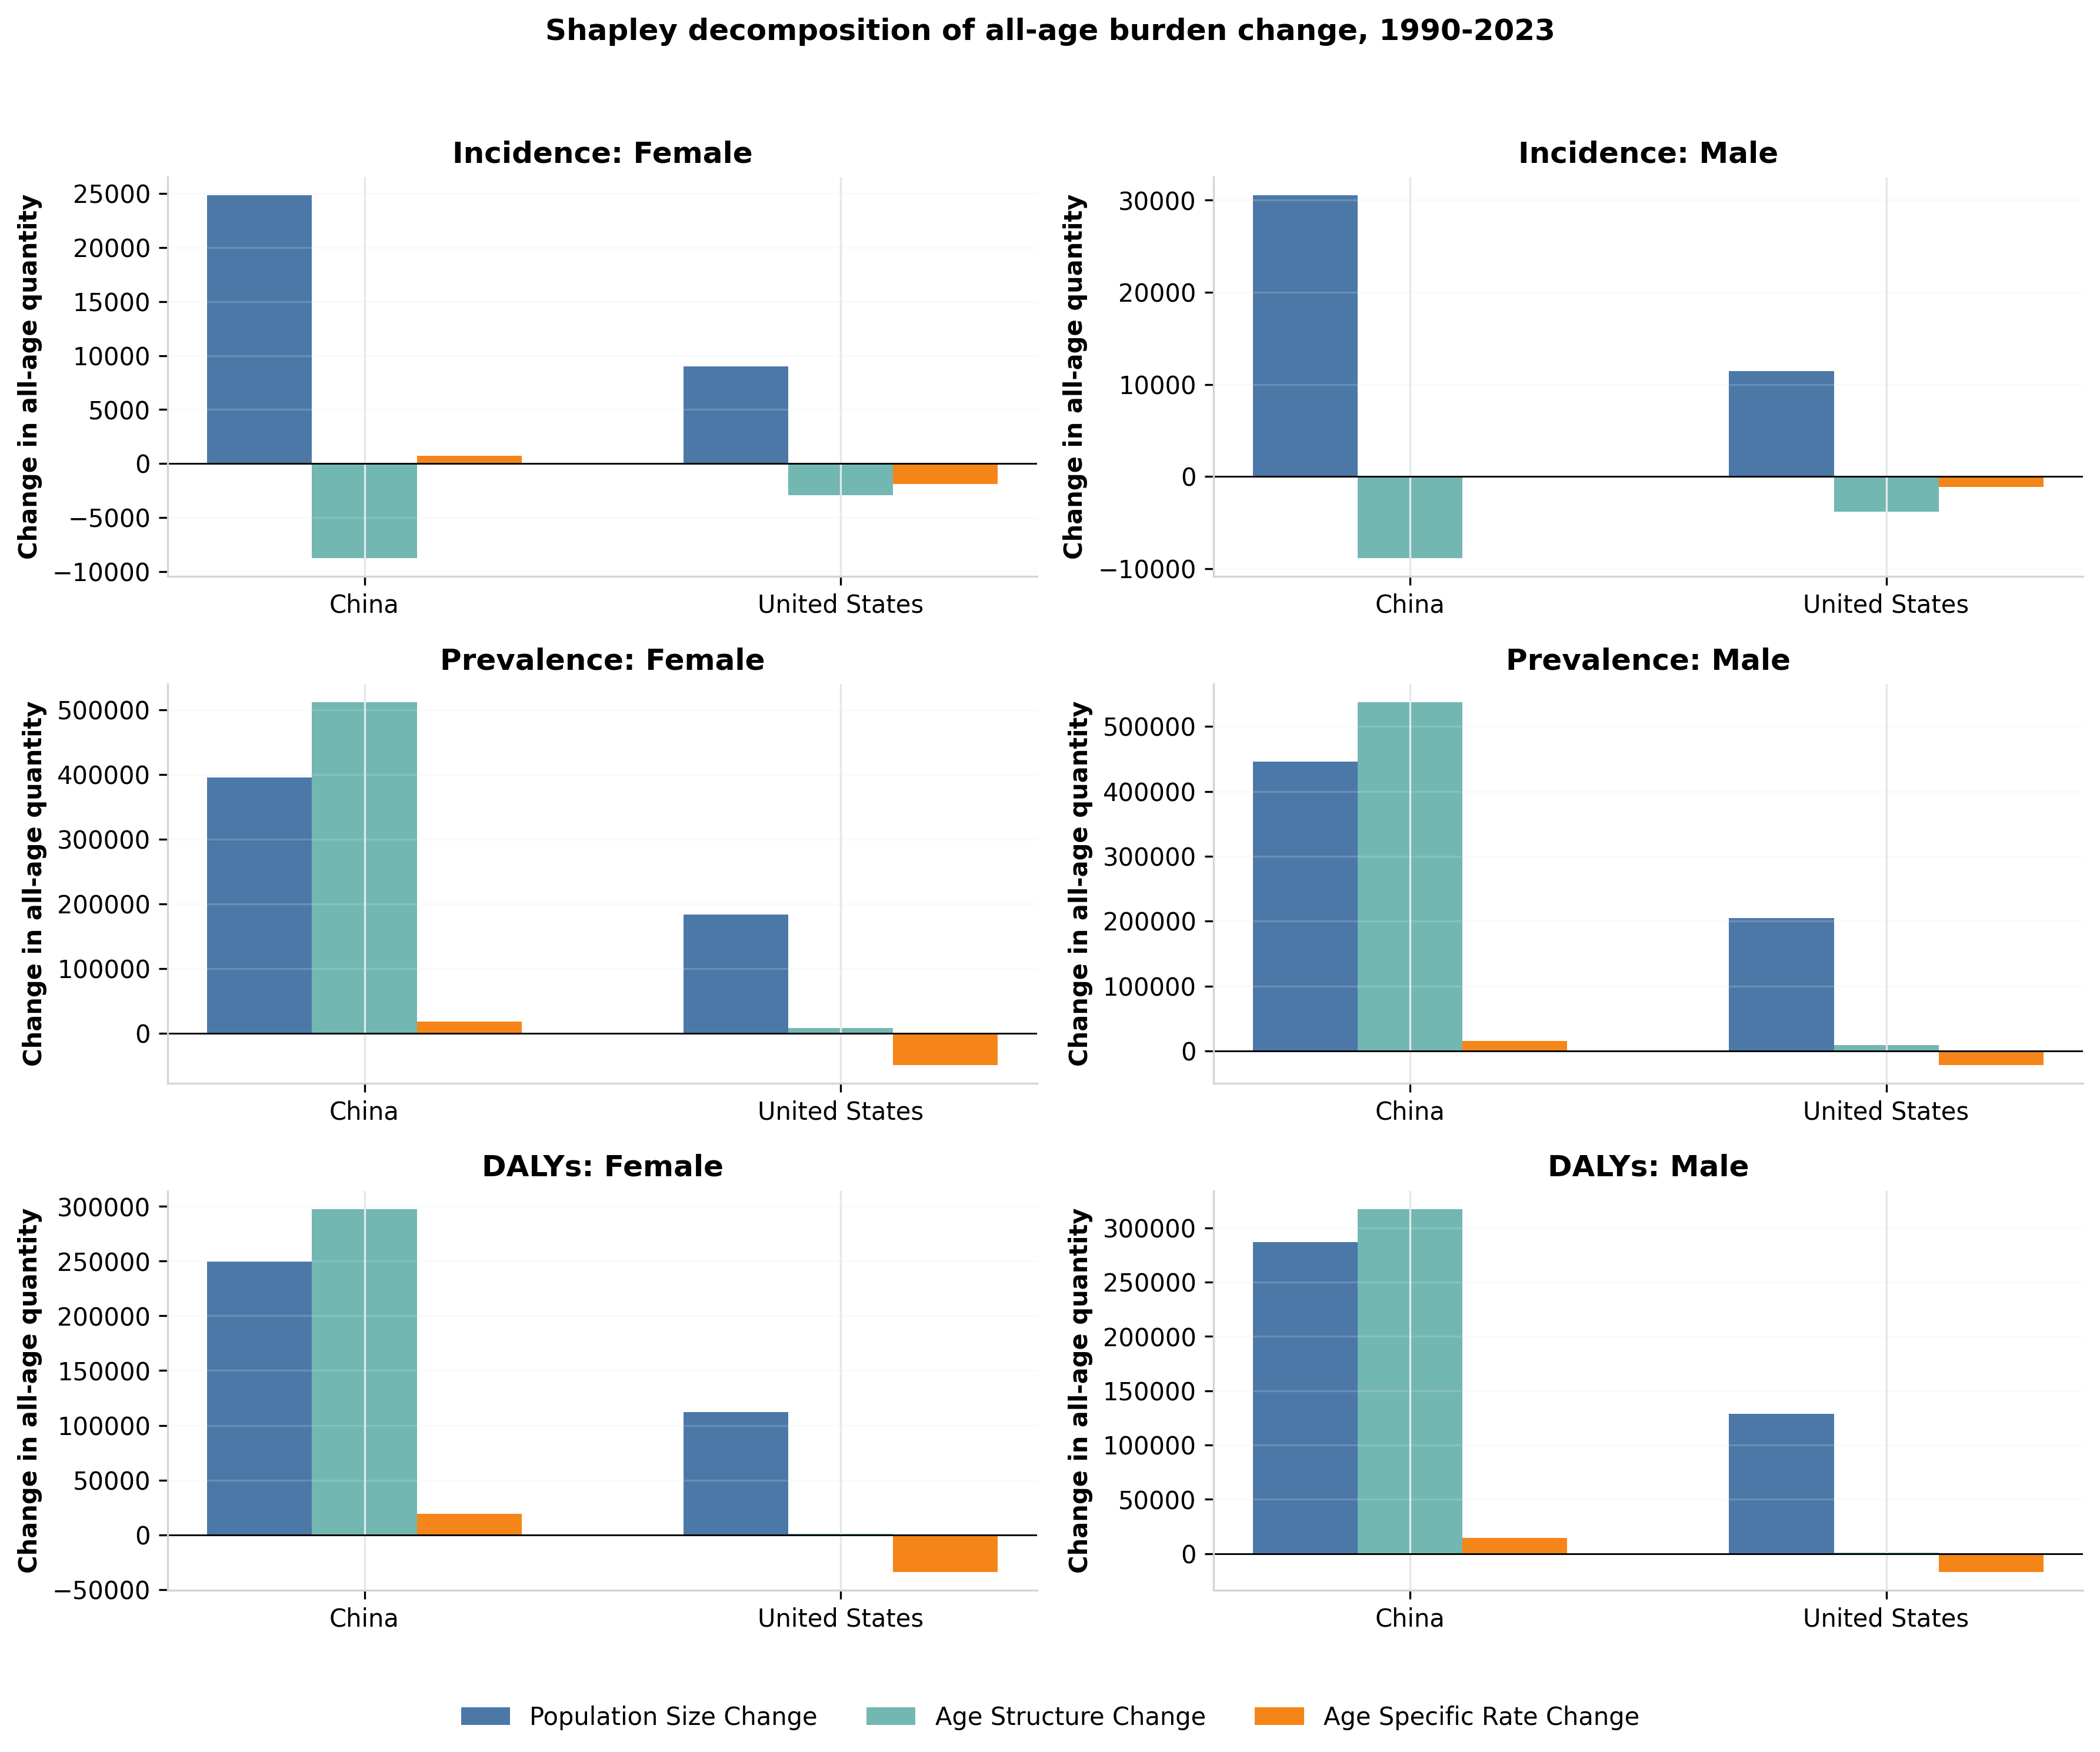 Shapley decomposition of all-age burden change, 1990-2023
Incidence: Female
Change in all-age quantity
25000
20000
15000
10000
5000
0
−5000
−10000
China
United States
Incidence: Male
Change in all-age quantity
30000
20000
10000
0
−10000
China
United States
Prevalence: Female
Change in all-age quantity
500000
400000
300000
200000
100000
0
China
United States
Prevalence: Male
Change in all-age quantity
500000
400000
300000
200000
100000
0
China
United States
DALYs: Female
Change in all-age quantity
300000
250000
200000
150000
100000
50000
0
−50000
China
United States
DALYs: Male
Change in all-age quantity
300000
250000
200000
150000
100000
50000
0
China
United States
Population Size Change
Age Structure Change
Age Specific Rate Change